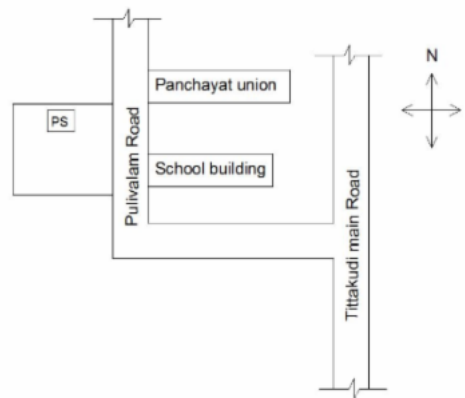 N
Panchayat union
PS
School building
Pulivalam Road
Tittakudi main Road